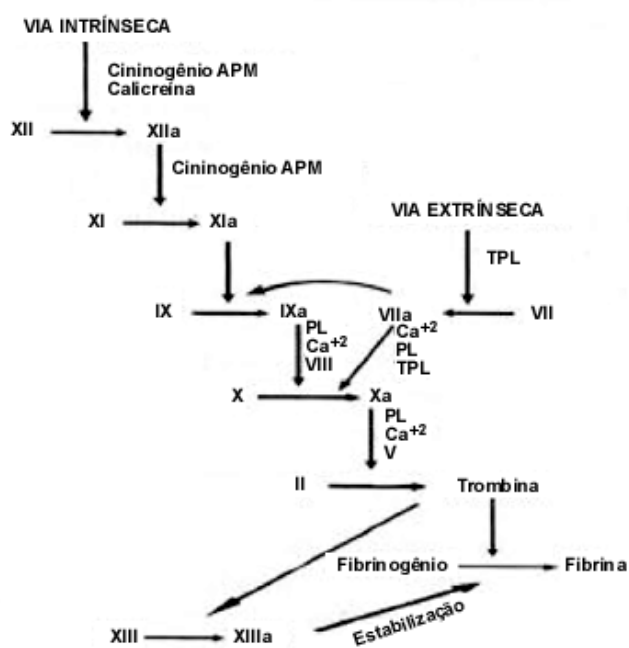 VIA INTRÍNSECA
Cininogênio APM
Calicreína
XII XIIa
Cininogênio APM
VIA EXTRÍNSECA
XI XIa
TPL
IX IXa VIIa VII
PL
Ca+2
VIII
Ca+2
PL
TPL
X Xa
PL
Ca+2
V
II Trombina
Fibrinogênio Fibrina
XIII XIIIa Estabilização